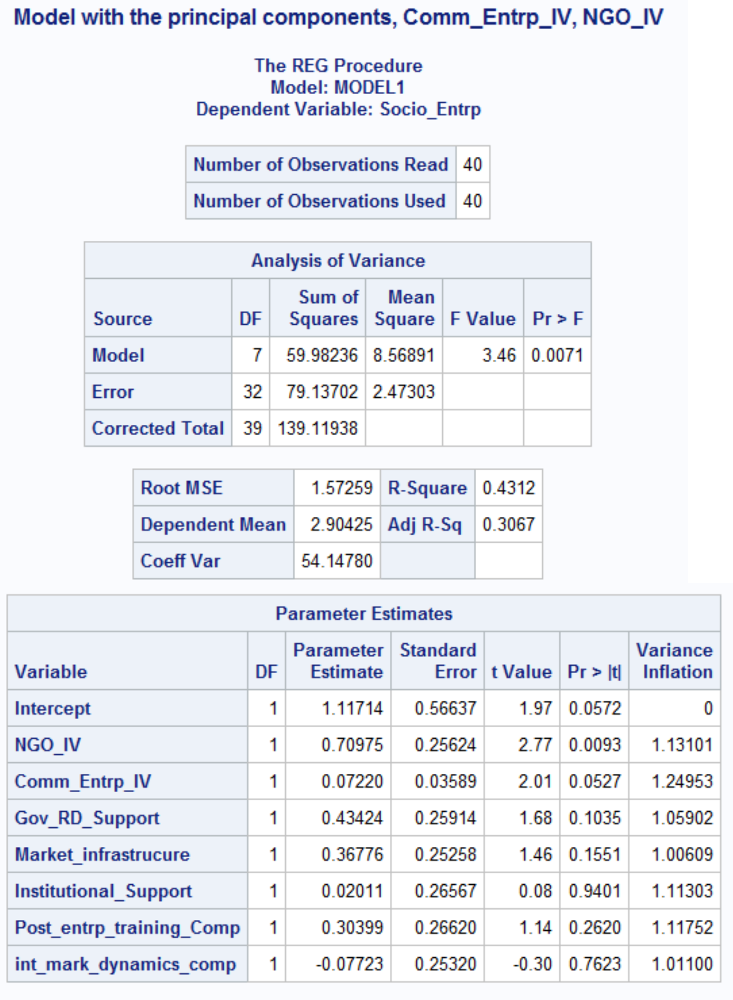 Model with the principal components, Comm_Entrp_IV, NGO_IV
The REG Procedure
Model: MODEL1
Dependent Variable: Socio_Entrp
Number of Observations Read 40
Number of Observations Used 40
Analysis of Variance
Source DF Sum of Squares Mean Square F Value Pr > F
Model 7 59.98236 8.56891 3.46 0.0071
Error 32 79.13702 2.47303
Corrected Total 39 139.11938
Root MSE 1.57259 R-Square 0.4312
Dependent Mean 2.90425 Adj R-Sq 0.3067
Coeff Var 54.14780
Parameter Estimates
Variable DF Parameter Estimate Standard Error t Value Pr > |t| Variance Inflation
Intercept 1 1.11714 0.56637 1.97 0.0572 0
NGO_IV 1 0.70975 0.25624 2.77 0.0093 1.13101
Comm_Entrp_IV 1 0.07220 0.03589 2.01 0.0527 1.24953
Gov_RD_Support 1 0.43424 0.25914 1.68 0.1035 1.05902
Market_infrastrucure 1 0.36776 0.25258 1.46 0.1551 1.00609
Institutional_Support 1 0.02011 0.26567 0.08 0.9401 1.11303
Post_entrp_training_Comp 1 0.30399 0.26620 1.14 0.2620 1.11752
int_mark_dynamics_comp 1 -0.07723 0.25320 -0.30 0.7623 1.01100